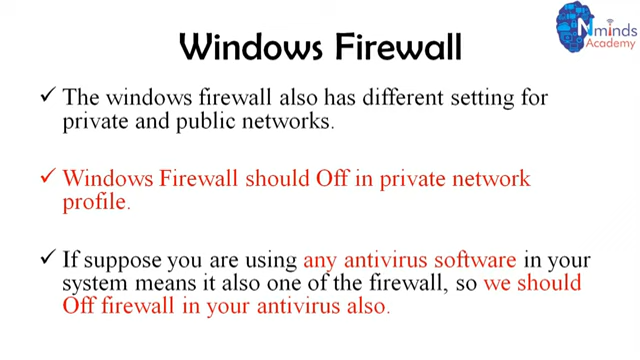 Nminds
Academy
Windows Firewall
✓ The windows firewall also has different setting for
private and public networks.
✓ Windows Firewall should Off in private network
profile.
✓ If suppose you are using any antivirus software in your
system means it also one of the firewall, so we should
Off firewall in your antivirus also.